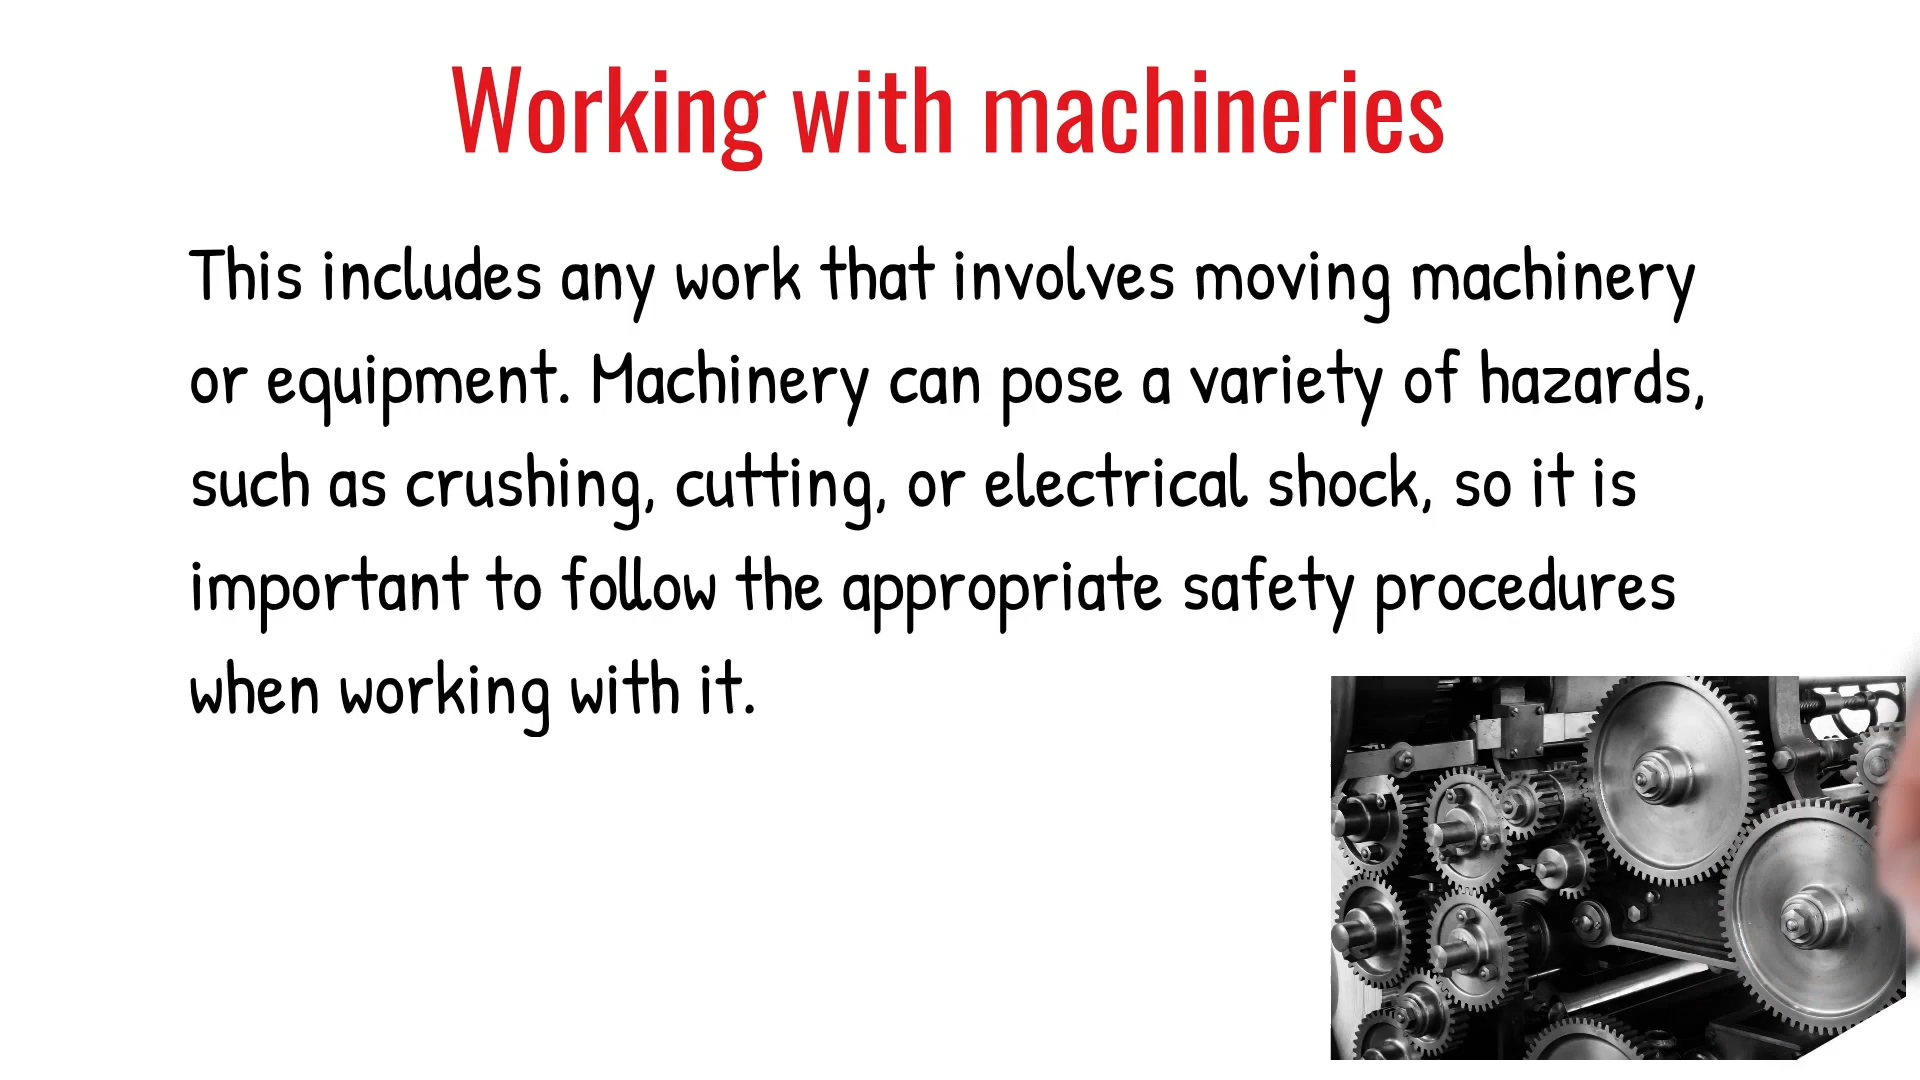 Working with machineries
This includes any work that involves moving machinery
or equipment. Machinery can pose a variety of hazards,
such as crushing, cutting, or electrical shock, so it is
important to follow the appropriate safety procedures
when working with it.